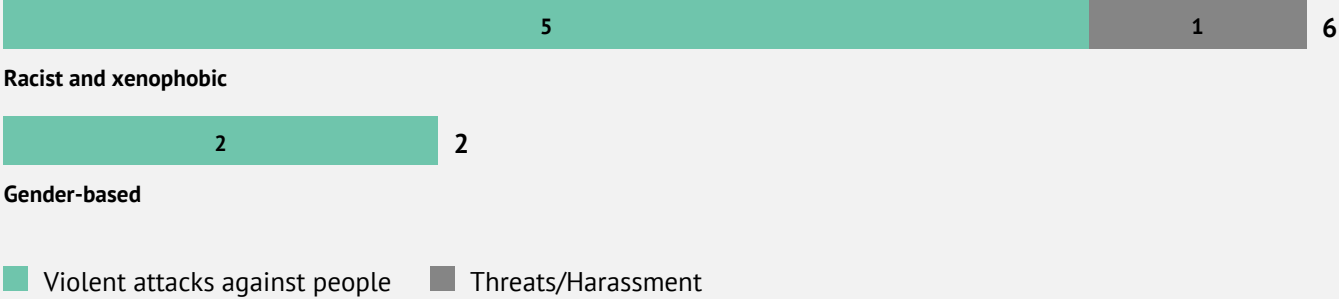 5 1 6
Racist and xenophobic
2 2
Gender-based
Violent attacks against people Threats/Harassment